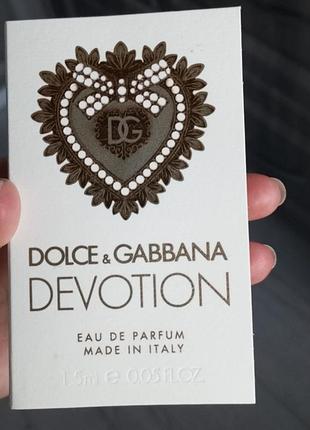 DG
DOLCE & GABBANA
DEVOTION
EAU DE PARFUM
MADE IN ITALY
1.5ml e 0.05 fl.OZ.